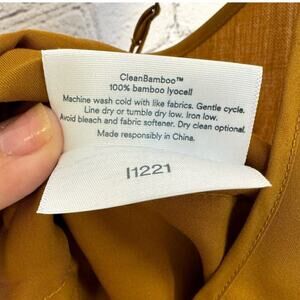 CleanBamboo™
100% bamboo lyocell
Machine wash cold with like fabrics. Gentle cycle.
Line dry or tumble dry low. Iron low.
Avoid bleach and fabric softener. Dry clean optional.
Made responsibly in China.
I1221